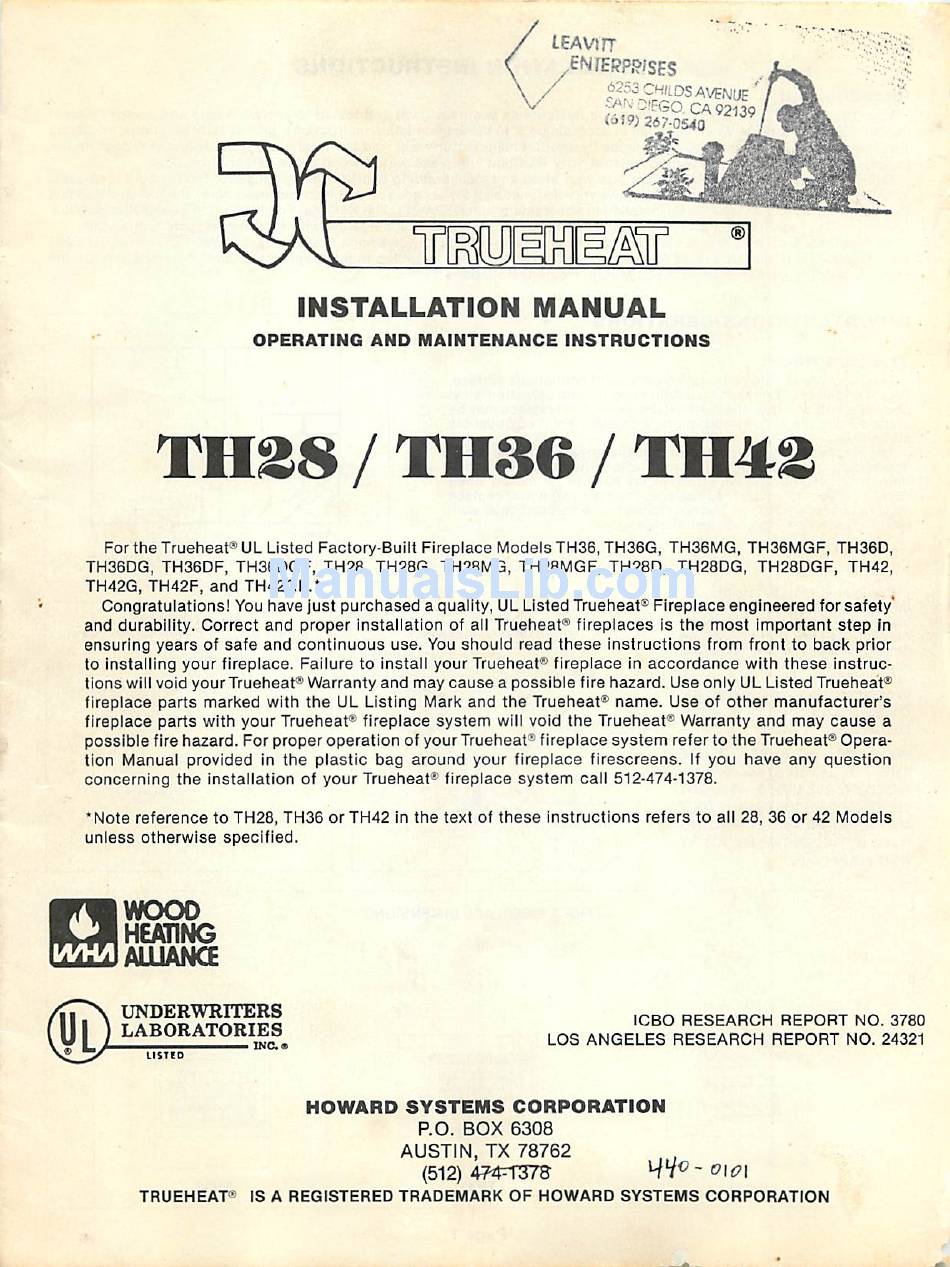 LEAVITT
ENTERPRISES
6253 CHILDS AVENUE
SAN DIEGO, CA 92139
(619) 267-0540
TRUEHEAT ®
INSTALLATION MANUAL
OPERATING AND MAINTENANCE INSTRUCTIONS
TH28 / TH36 / TH42
For the Trueheat® UL Listed Factory-Built Fireplace Models TH36, TH36G, TH36MG, TH36MGF, TH36D,
TH36DG, TH36DF, TH28, TH28G, TH28MG, TH28MGF, TH28D, TH28DG, TH28DGF, TH42,
TH42G, TH42F, and
ManualsLib.com
Congratulations! You have just purchased a quality, UL Listed Trueheat® Fireplace engineered for safety
and durability. Correct and proper installation of all Trueheat® fireplaces is the most important step in
ensuring years of safe and continuous use. You should read these instructions from front to back prior
to installing your fireplace. Failure to install your Trueheat® fireplace in accordance with these instruc-
tions will void your Trueheat® Warranty and may cause a possible fire hazard. Use only UL Listed Trueheat®
fireplace parts marked with the UL Listing Mark and the Trueheat® name. Use of other manufacturer's
fireplace parts with your Trueheat® fireplace system will void the Trueheat® Warranty and may cause a
possible fire hazard. For proper operation of your Trueheat® fireplace system refer to the Trueheat® Opera-
tion Manual provided in the plastic bag around your fireplace firescreens. If you have any question
concerning the installation of your Trueheat® fireplace system call 512-474-1378.
*Note reference to TH28, TH36 or TH42 in the text of these instructions refers to all 28, 36 or 42 Models
unless otherwise specified.
WHA
WOOD
HEATING
ALLIANCE
UL ®
UNDERWRITERS
LABORATORIES
INC. ®
LISTED
ICBO RESEARCH REPORT NO. 3780
LOS ANGELES RESEARCH REPORT NO. 24321
HOWARD SYSTEMS CORPORATION
P.O. BOX 6308
AUSTIN, TX 78762
(512) 474-1378 440-0101
TRUEHEAT® IS A REGISTERED TRADEMARK OF HOWARD SYSTEMS CORPORATION